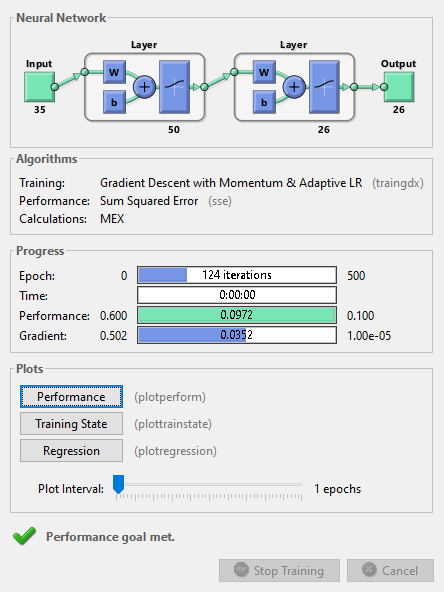 Neural Network
Layer Layer
Input Output
W W
b b
35 26
50 26
Algorithms
Training: Gradient Descent with Momentum & Adaptive LR (traingdx)
Performance: Sum Squared Error (sse)
Calculations: MEX
Progress
Epoch: 0 124 iterations 500
Time: 0:00:00
Performance: 0.600 0.0972 0.100
Gradient: 0.502 0.0352 1.00e-05
Plots
Performance (plotperform)
Training State (plottrainstate)
Regression (plotregression)
Plot Interval: 1 epochs
Performance goal met.
Stop Training Cancel